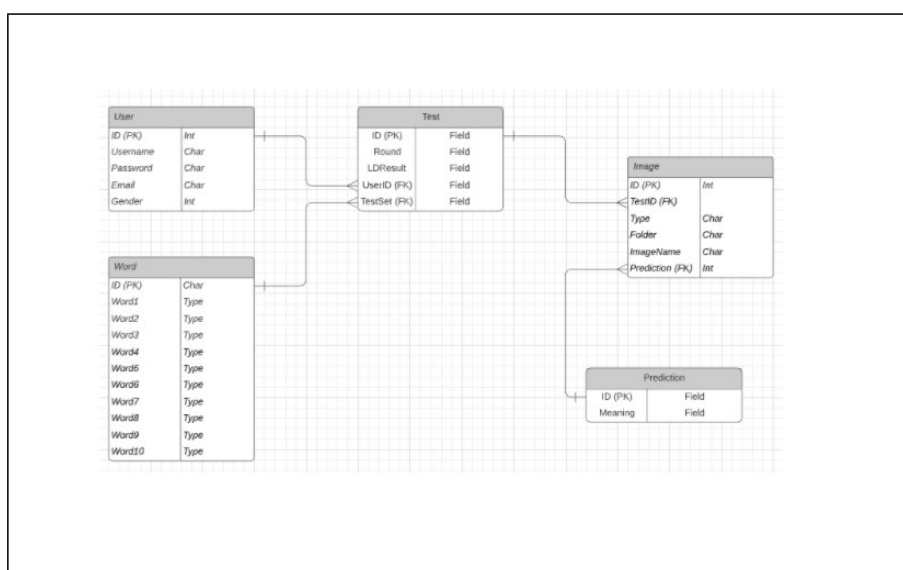 User
ID (PK) Int
Username Char
Password Char
Email Char
Gender Int
Test
ID (PK) Field
Round Field
LDResult Field
UserID (FK) Field
TestSet (FK) Field
Image
ID (PK) Int
TestID (FK)
Type Char
Folder Char
ImageName Char
Prediction (FK) Int
Word
ID (PK) Char
Word1 Type
Word2 Type
Word3 Type
Word4 Type
Word5 Type
Word6 Type
Word7 Type
Word8 Type
Word9 Type
Word10 Type
Prediction
ID (PK) Field
Meaning Field